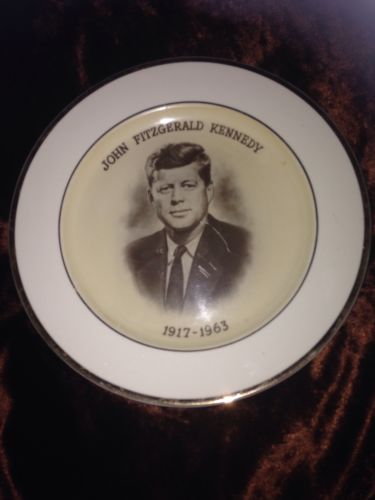 JOHN FITZGERALD KENNEDY
1917-1963